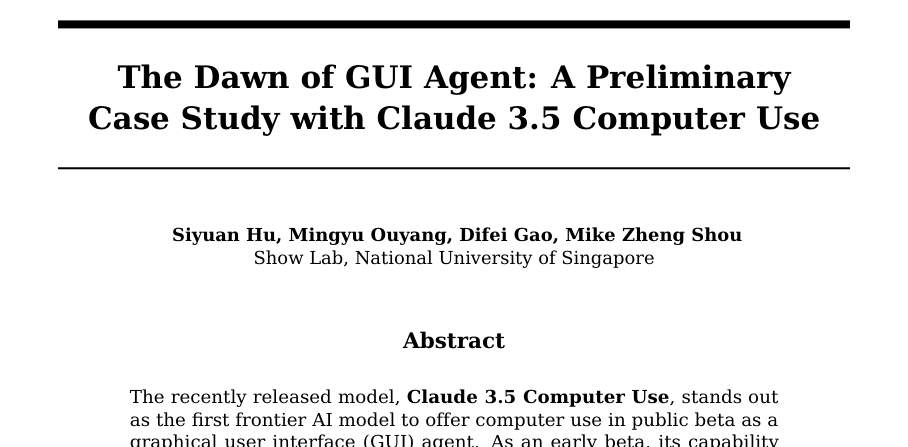 The Dawn of GUI Agent: A Preliminary
Case Study with Claude 3.5 Computer Use
Siyuan Hu, Mingyu Ouyang, Difei Gao, Mike Zheng Shou
Show Lab, National University of Singapore
Abstract
The recently released model, Claude 3.5 Computer Use, stands out
as the first frontier AI model to offer computer use in public beta as a
graphical user interface (GUI) agent. As an early beta, its capability